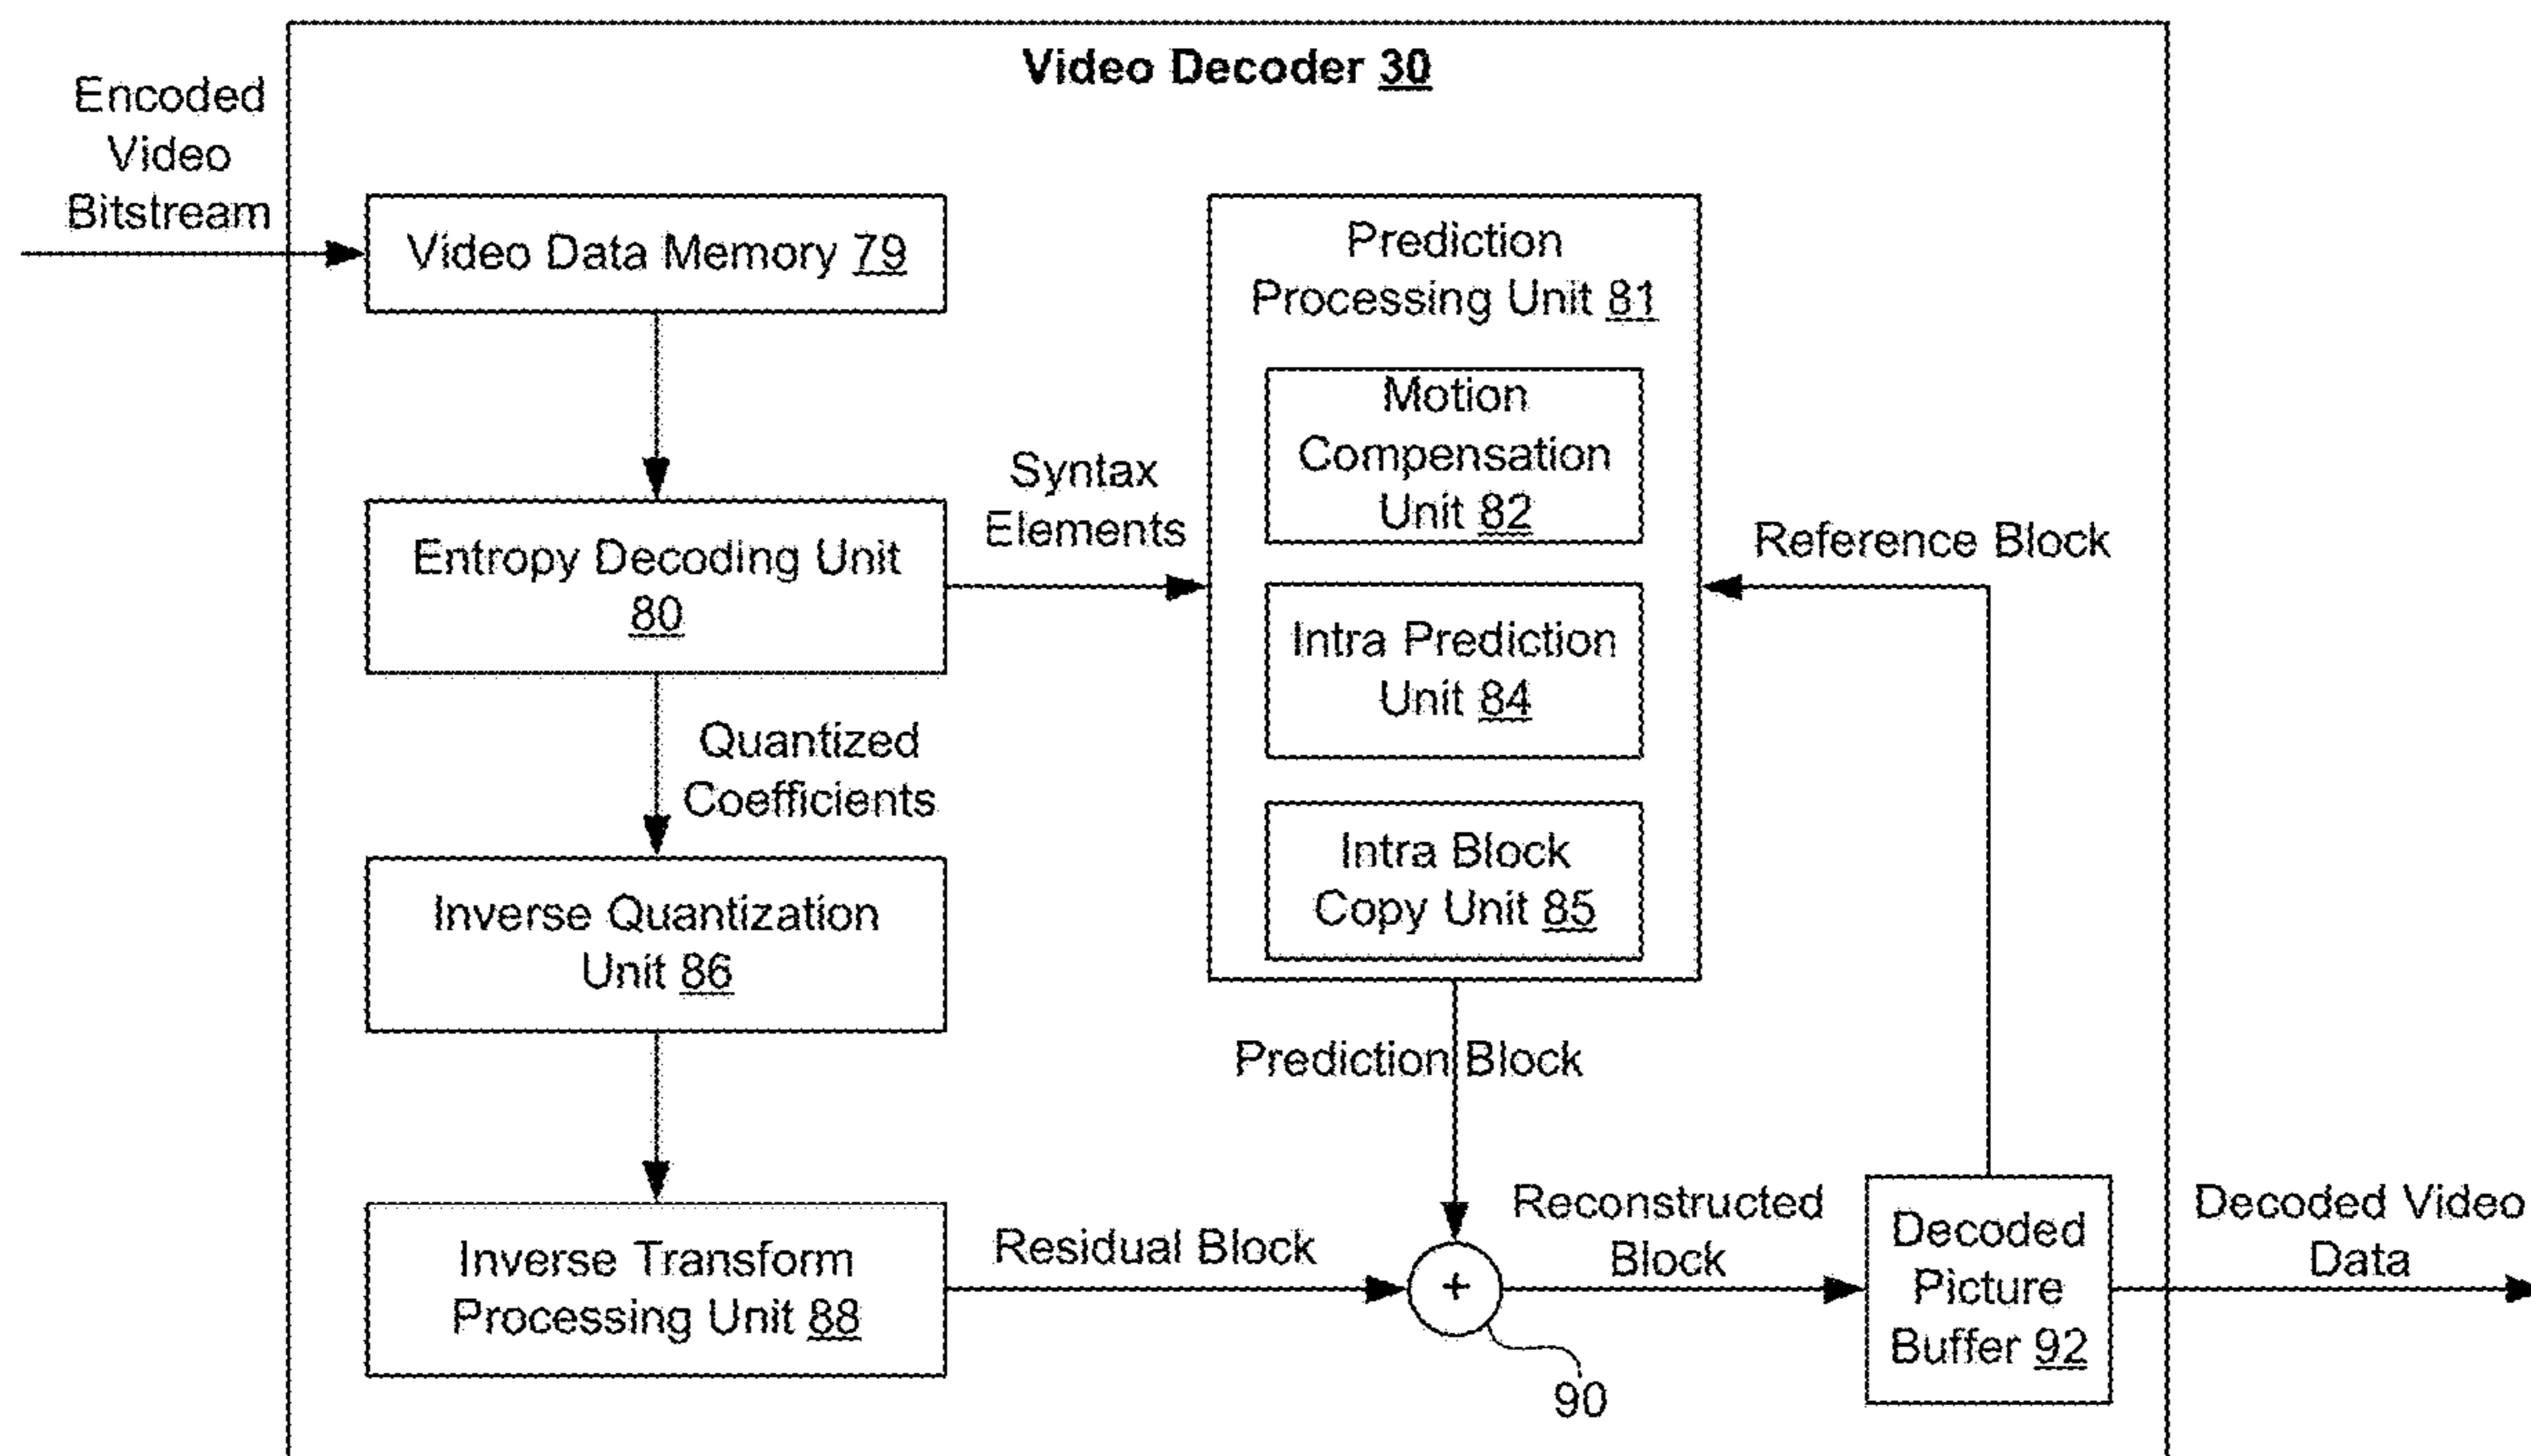 Video Decoder 30
Encoded
Video
Bitstream
Video Data Memory 79
Prediction
Processing Unit 81
Motion
Compensation
Unit 82
Syntax
Elements
Entropy Decoding Unit
80
Reference Block
Intra Prediction
Unit 84
Quantized
Coefficients
Intra Block
Copy Unit 85
Inverse Quantization
Unit 86
Prediction Block
Inverse Transform
Processing Unit 88
Residual Block
+
90
Reconstructed
Block
Decoded
Picture
Buffer 92
Decoded Video
Data